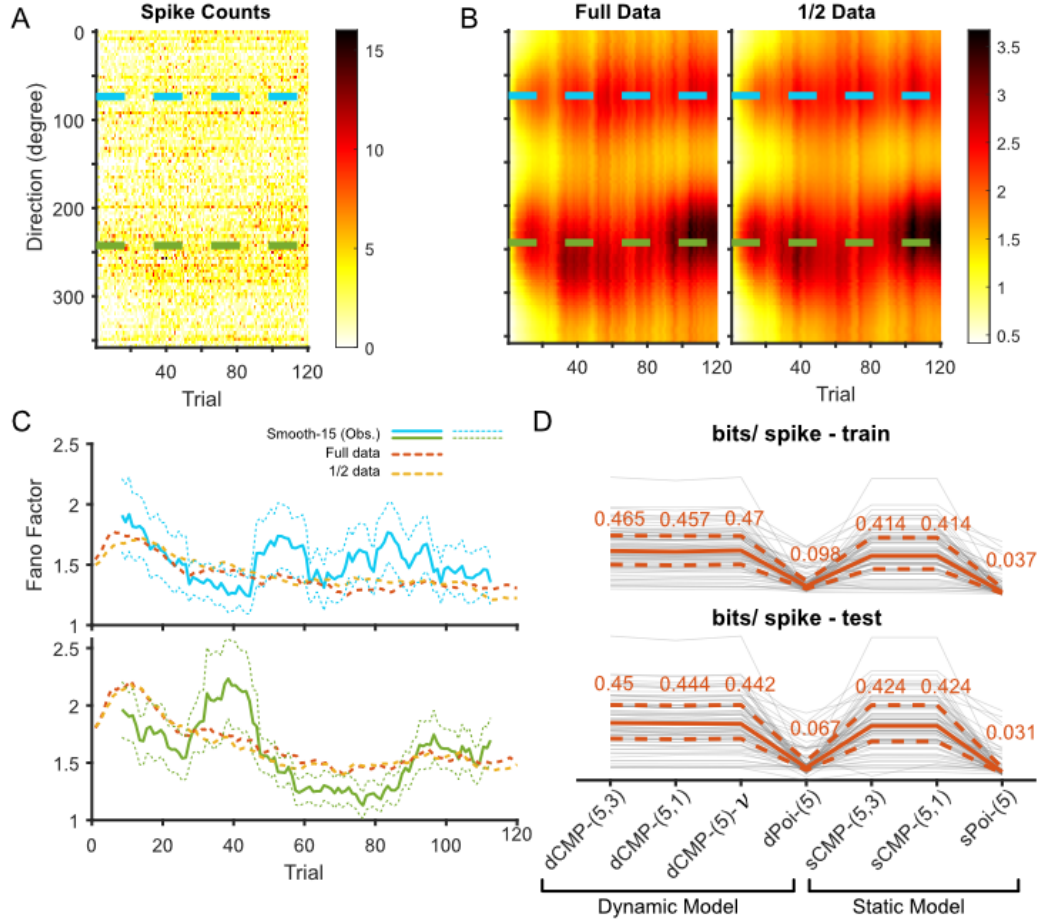 A
Spike Counts
Direction (degree)
0
100
200
300
40
80
120
Trial
15
10
5
0
B
Full Data
1/2 Data
40
80
120
40
80
120
Trial
3.5
3
2.5
2
1.5
1
0.5
C
Smooth-15 (Obs.)
Full data
1/2 data
Fano Factor
2.5
2
1.5
1
2.5
2
1.5
1
0
20
40
60
80
100
120
Trial
D
bits/ spike - train
0.465
0.457
0.47
0.098
0.414
0.414
0.037
bits/ spike - test
0.45
0.444
0.442
0.067
0.424
0.424
0.031
dCMP-(5,3)
dCMP-(5,1)
dCMP-(5)-ν
dPoi-(5)
sCMP-(5,3)
sCMP-(5,1)
sPoi-(5)
Dynamic Model
Static Model